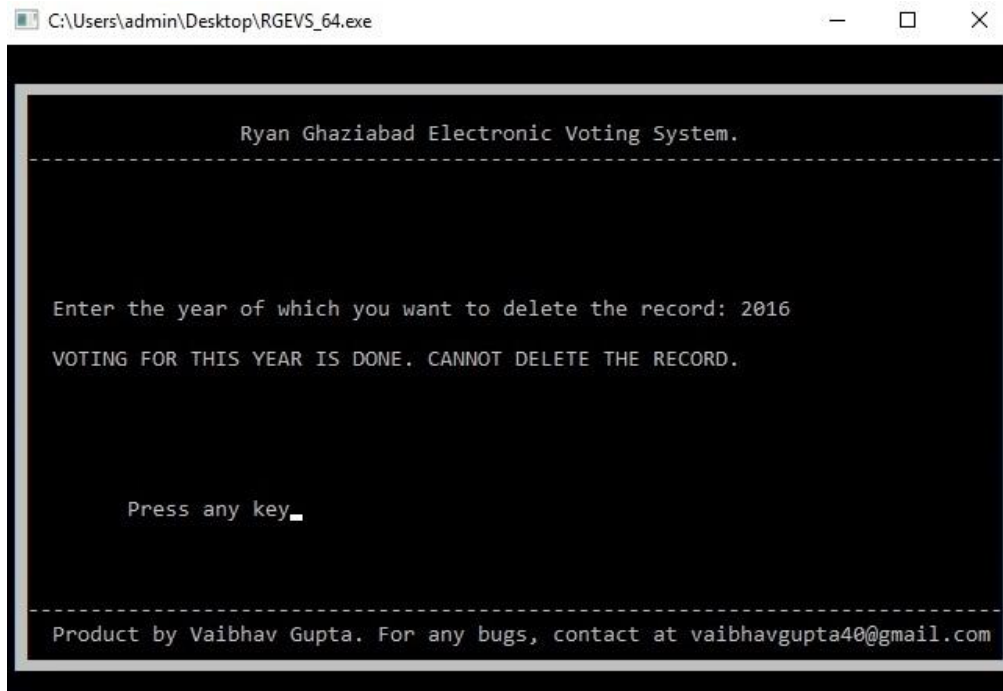 C:\Users\admin\Desktop\RGEVS_64.exe
Ryan Ghaziabad Electronic Voting System.
Enter the year of which you want to delete the record: 2016
VOTING FOR THIS YEAR IS DONE. CANNOT DELETE THE RECORD.
Press any key
Product by Vaibhav Gupta. For any bugs, contact at vaibhavgupta40@gmail.com